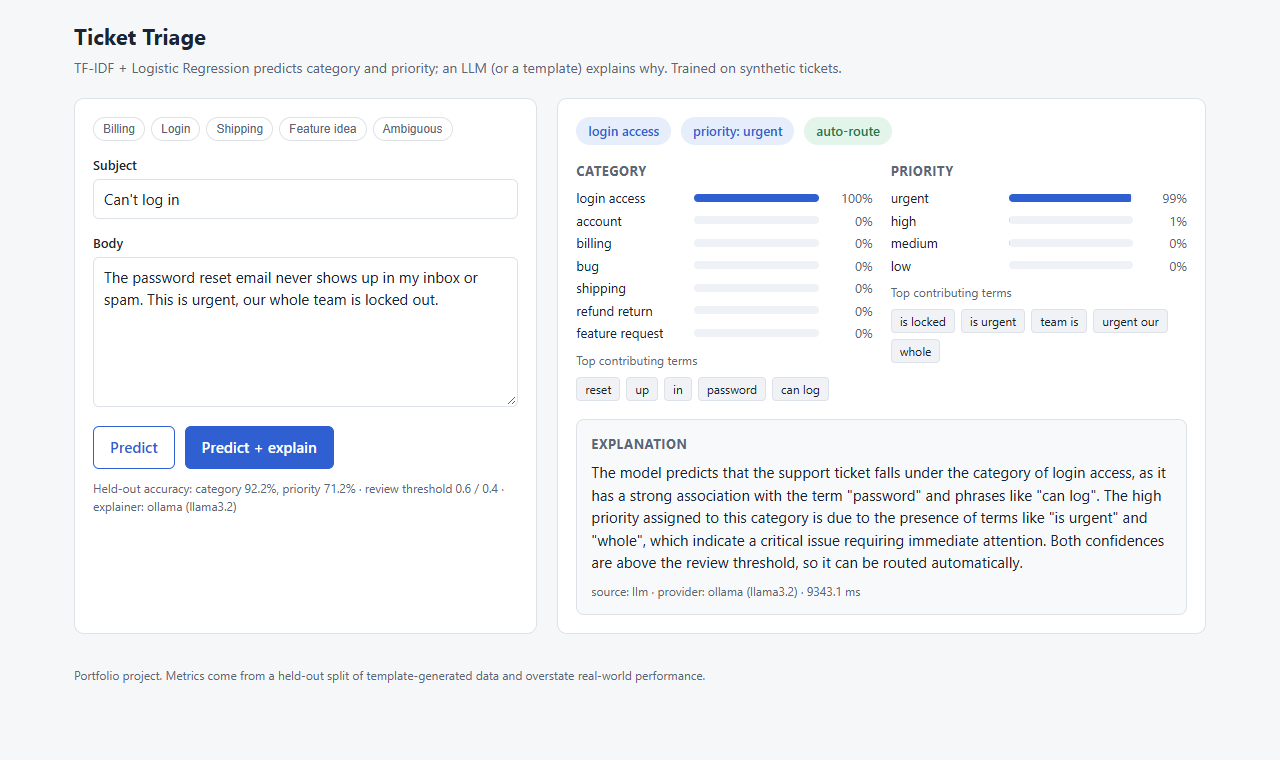 Ticket Triage
TF-IDF + Logistic Regression predicts category and priority; an LLM (or a template) explains why. Trained on synthetic tickets.
Billing
Login
Shipping
Feature idea
Ambiguous
Subject
Can't log in
Body
The password reset email never shows up in my inbox or
spam. This is urgent, our whole team is locked out.
Predict
Predict + explain
Held-out accuracy: category 92.2%, priority 71.2% · review threshold 0.6 / 0.4 ·
explainer: ollama (llama3.2)
login access
priority: urgent
auto-route
CATEGORY
login access 100%
account 0%
billing 0%
bug 0%
shipping 0%
refund return 0%
feature request 0%
Top contributing terms
reset
up
in
password
can log
PRIORITY
urgent 99%
high 1%
medium 0%
low 0%
Top contributing terms
is locked
is urgent
team is
urgent our
whole
EXPLANATION
The model predicts that the support ticket falls under the category of login access, as it
has a strong association with the term "password" and phrases like "can log". The high
priority assigned to this category is due to the presence of terms like "is urgent" and
"whole", which indicate a critical issue requiring immediate attention. Both confidences
are above the review threshold, so it can be routed automatically.
source: llm · provider: ollama (llama3.2) · 9343.1 ms
Portfolio project. Metrics come from a held-out split of template-generated data and overstate real-world performance.